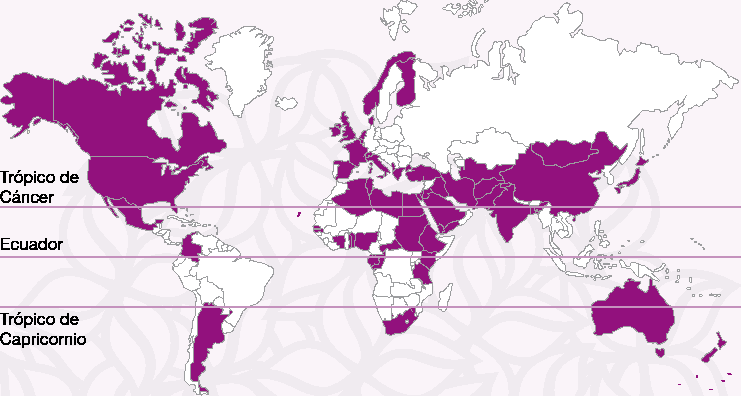 Trópico de
Cáncer
Ecuador
Trópico de
Capricornio